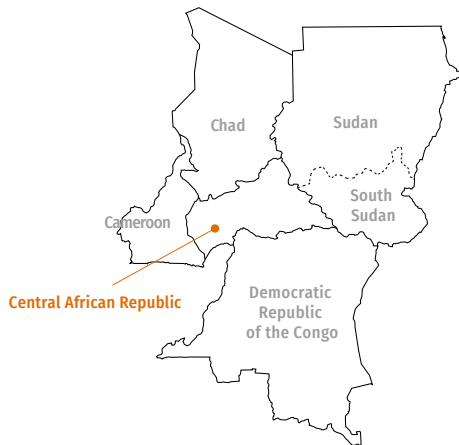 Chad
Sudan
South
Sudan
Cameroon
Central African Republic
Democratic
Republic
of the Congo